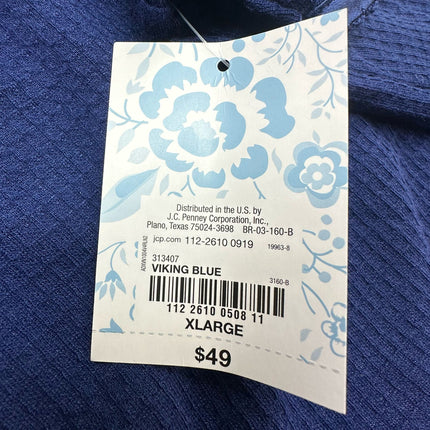 Distributed in the U.S. by
J.C. Penney Corporation, Inc.,
Plano, Texas 75024-3698 BR-03-160-B
jcp.com 112-2610 0919 19963-8
313407
VIKING BLUE 3160-B
112 2610 0508 11
XLARGE
$49